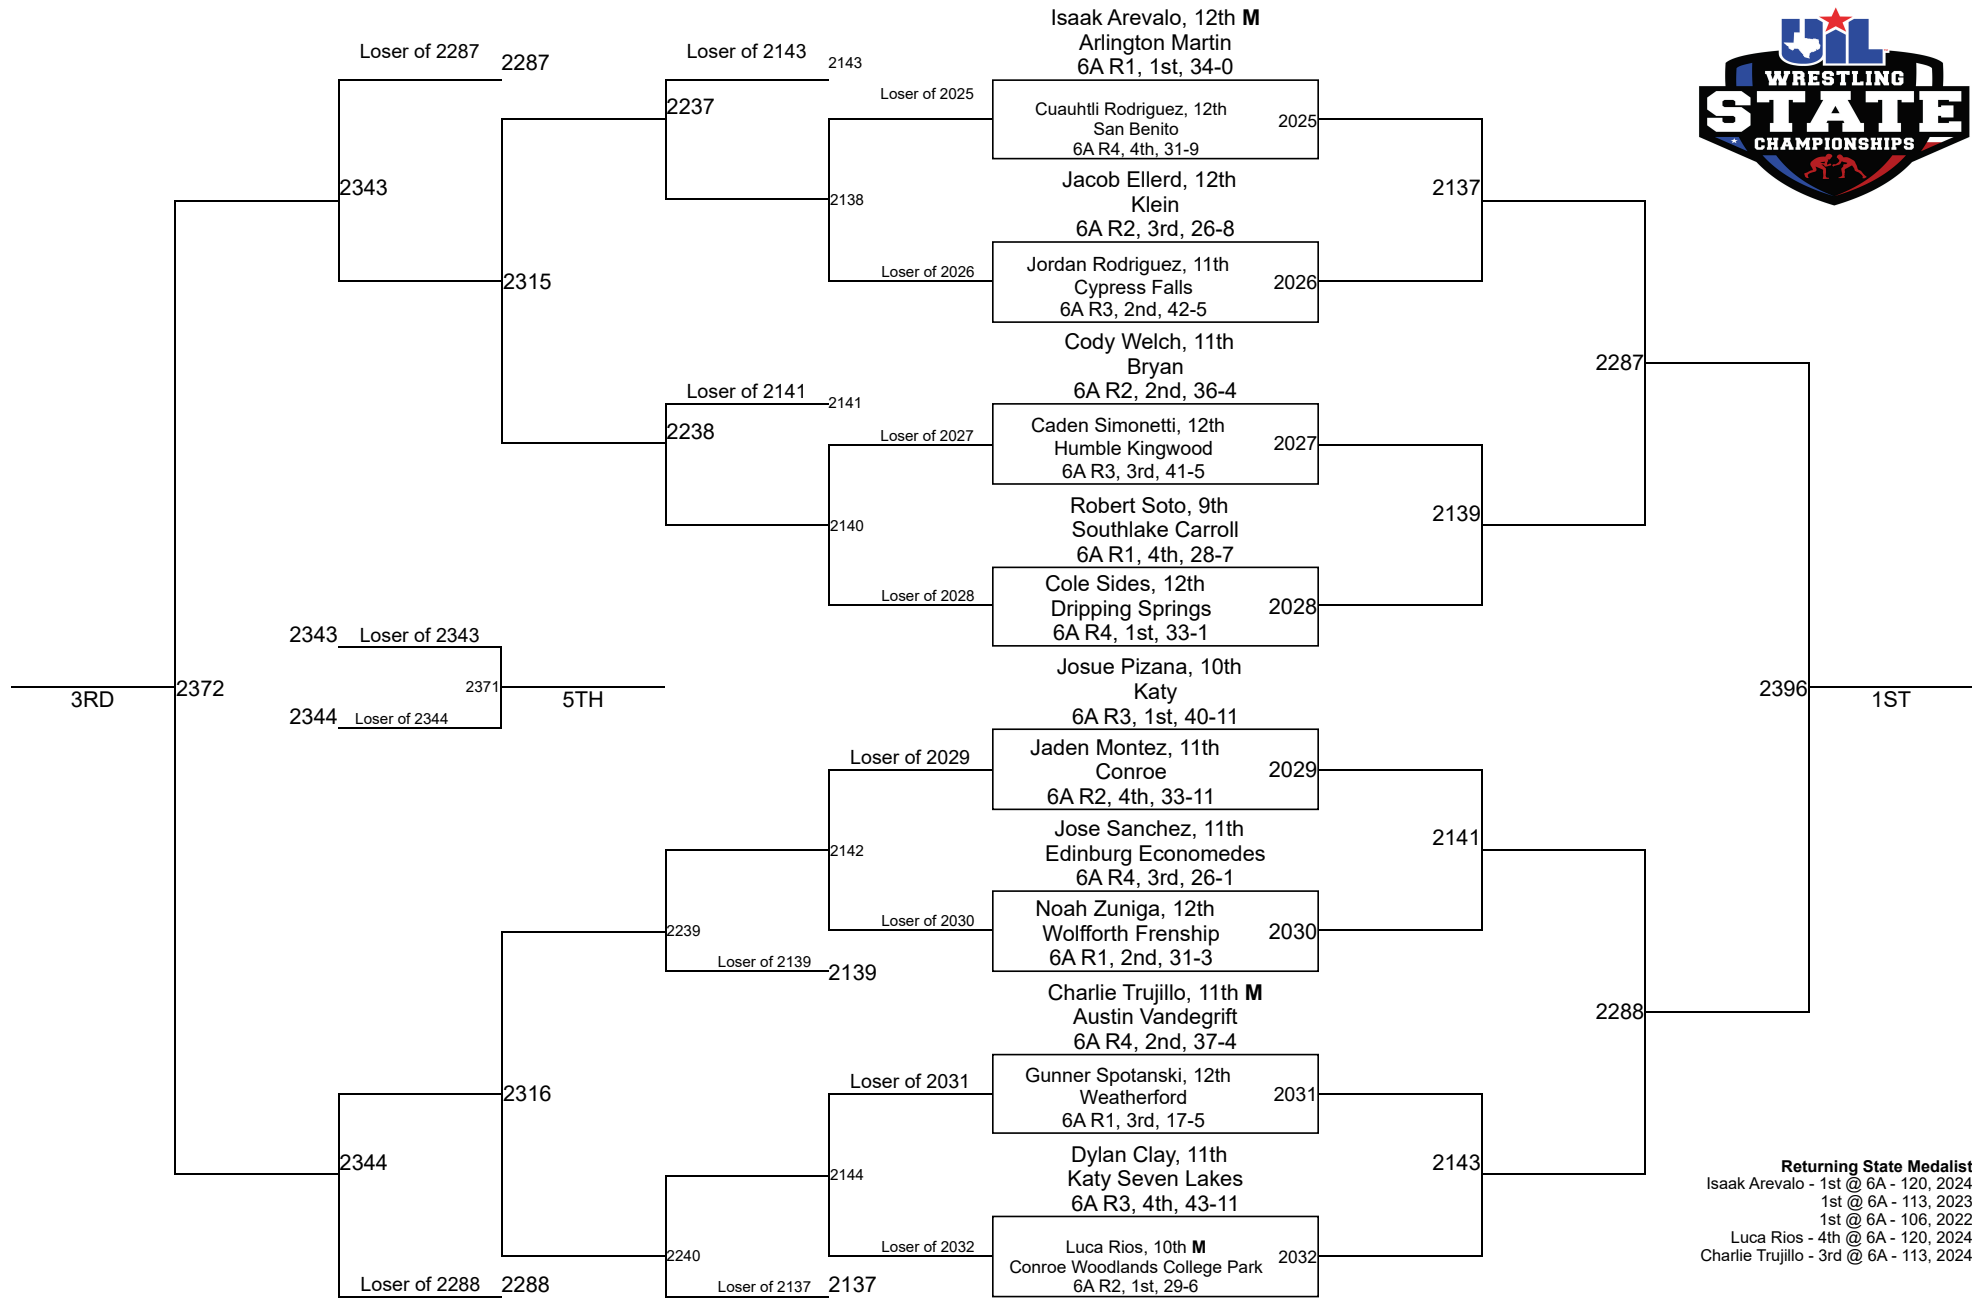 Isaak Arevalo, 12th M
Arlington Martin
6A R1, 1st, 34-0
Cuauhtli Rodriguez, 12th
San Benito
6A R4, 4th, 31-9
2025
Jacob Ellerd, 12th
Klein
6A R2, 3rd, 26-8
Jordan Rodriguez, 11th
Cypress Falls
6A R3, 2nd, 42-5
2026
Cody Welch, 11th
Bryan
6A R2, 2nd, 36-4
Caden Simonetti, 12th
Humble Kingwood
6A R3, 3rd, 41-5
2027
Robert Soto, 9th
Southlake Carroll
6A R1, 4th, 28-7
Cole Sides, 12th
Dripping Springs
6A R4, 1st, 33-1
2028
Josue Pizana, 10th
Katy
6A R3, 1st, 40-11
Jaden Montez, 11th
Conroe
6A R2, 4th, 33-11
2029
Jose Sanchez, 11th
Edinburg Economedes
6A R4, 3rd, 26-1
Noah Zuniga, 12th
Wolfforth Frenship
6A R1, 2nd, 31-3
2030
Charlie Trujillo, 11th M
Austin Vandegrift
6A R4, 2nd, 37-4
Gunner Spotanski, 12th
Weatherford
6A R1, 3rd, 17-5
2031
Dylan Clay, 11th
Katy Seven Lakes
6A R3, 4th, 43-11
Luca Rios, 10th M
Conroe Woodlands College Park
6A R2, 1st, 29-6
2032
2137
2139
2141
2143
2287
2288
2396
1ST
Loser of 2025
Loser of 2026
Loser of 2027
Loser of 2028
Loser of 2029
Loser of 2030
Loser of 2031
Loser of 2032
2138
2140
2142
2144
Loser of 2143
2143
2237
Loser of 2141
2141
2238
2239
Loser of 2139
2139
2240
Loser of 2137
2137
2315
2316
Loser of 2287
2287
2343
2344
Loser of 2288
2288
2343
Loser of 2343
2344
Loser of 2344
2371
5TH
2372
3RD
UIL
WRESTLING
STATE
CHAMPIONSHIPS
Returning State Medalist
Isaak Arevalo - 1st @ 6A - 120, 2024
1st @ 6A - 113, 2023
1st @ 6A - 106, 2022
Luca Rios - 4th @ 6A - 120, 2024
Charlie Trujillo - 3rd @ 6A - 113, 2024